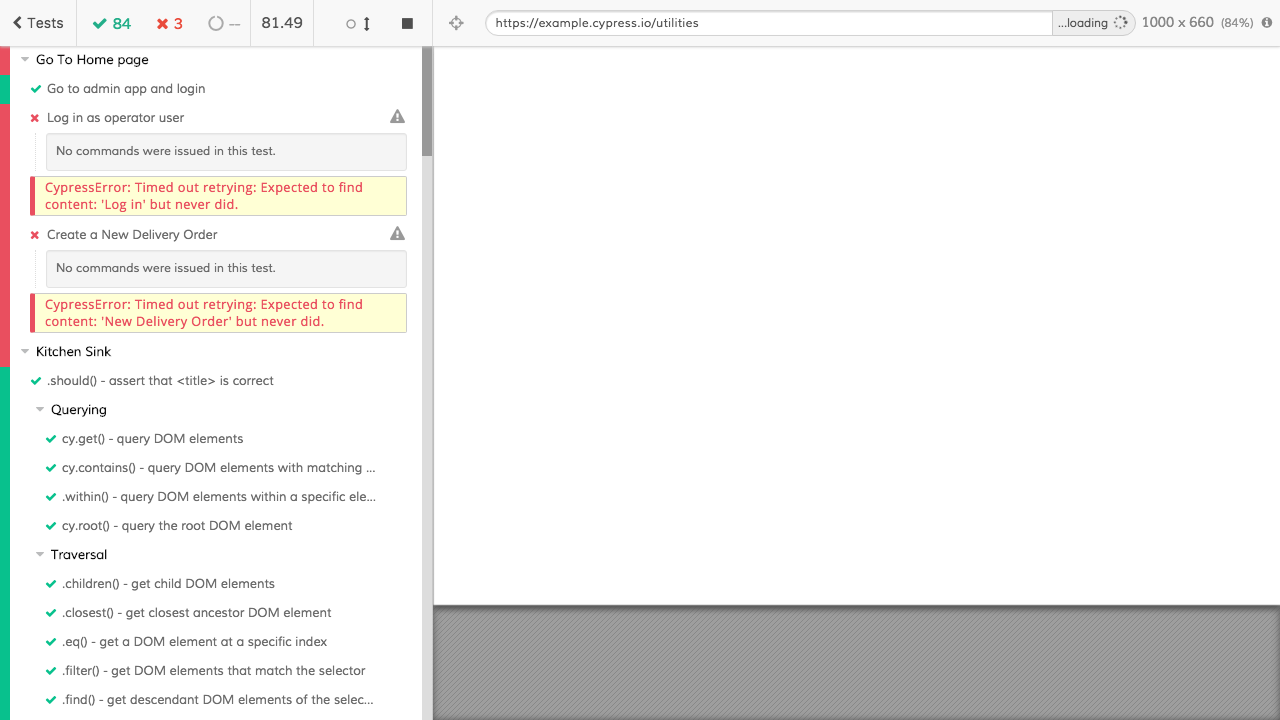 Tests 84 3 -- 81.49 https://example.cypress.io/utilities ...loading 1000 x 660 (84%)
Go To Home page
Go to admin app and login
Log in as operator user
No commands were issued in this test.
CypressError: Timed out retrying: Expected to find
content: 'Log in' but never did.
Create a New Delivery Order
No commands were issued in this test.
CypressError: Timed out retrying: Expected to find
content: 'New Delivery Order' but never did.
Kitchen Sink
.should() - assert that <title> is correct
Querying
cy.get() - query DOM elements
cy.contains() - query DOM elements with matching ...
.within() - query DOM elements within a specific ele...
cy.root() - query the root DOM element
Traversal
.children() - get child DOM elements
.closest() - get closest ancestor DOM element
.eq() - get a DOM element at a specific index
.filter() - get DOM elements that match the selector
.find() - get descendant DOM elements of the selec...